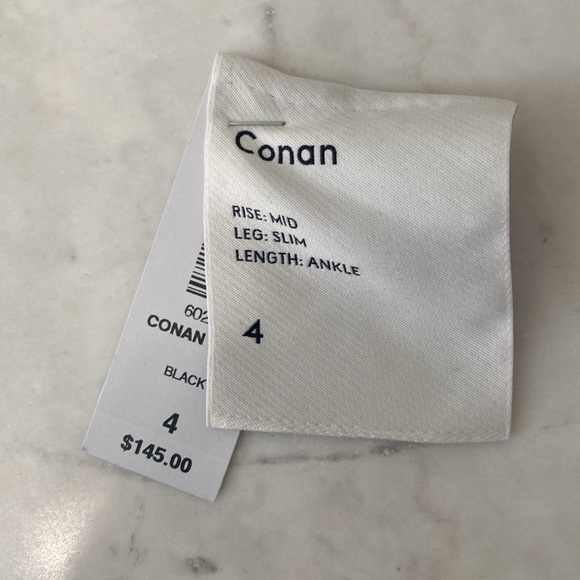 Conan
RISE: MID
LEG: SLIM
LENGTH: ANKLE
4
602
CONAN
BLACK
4
$145.00